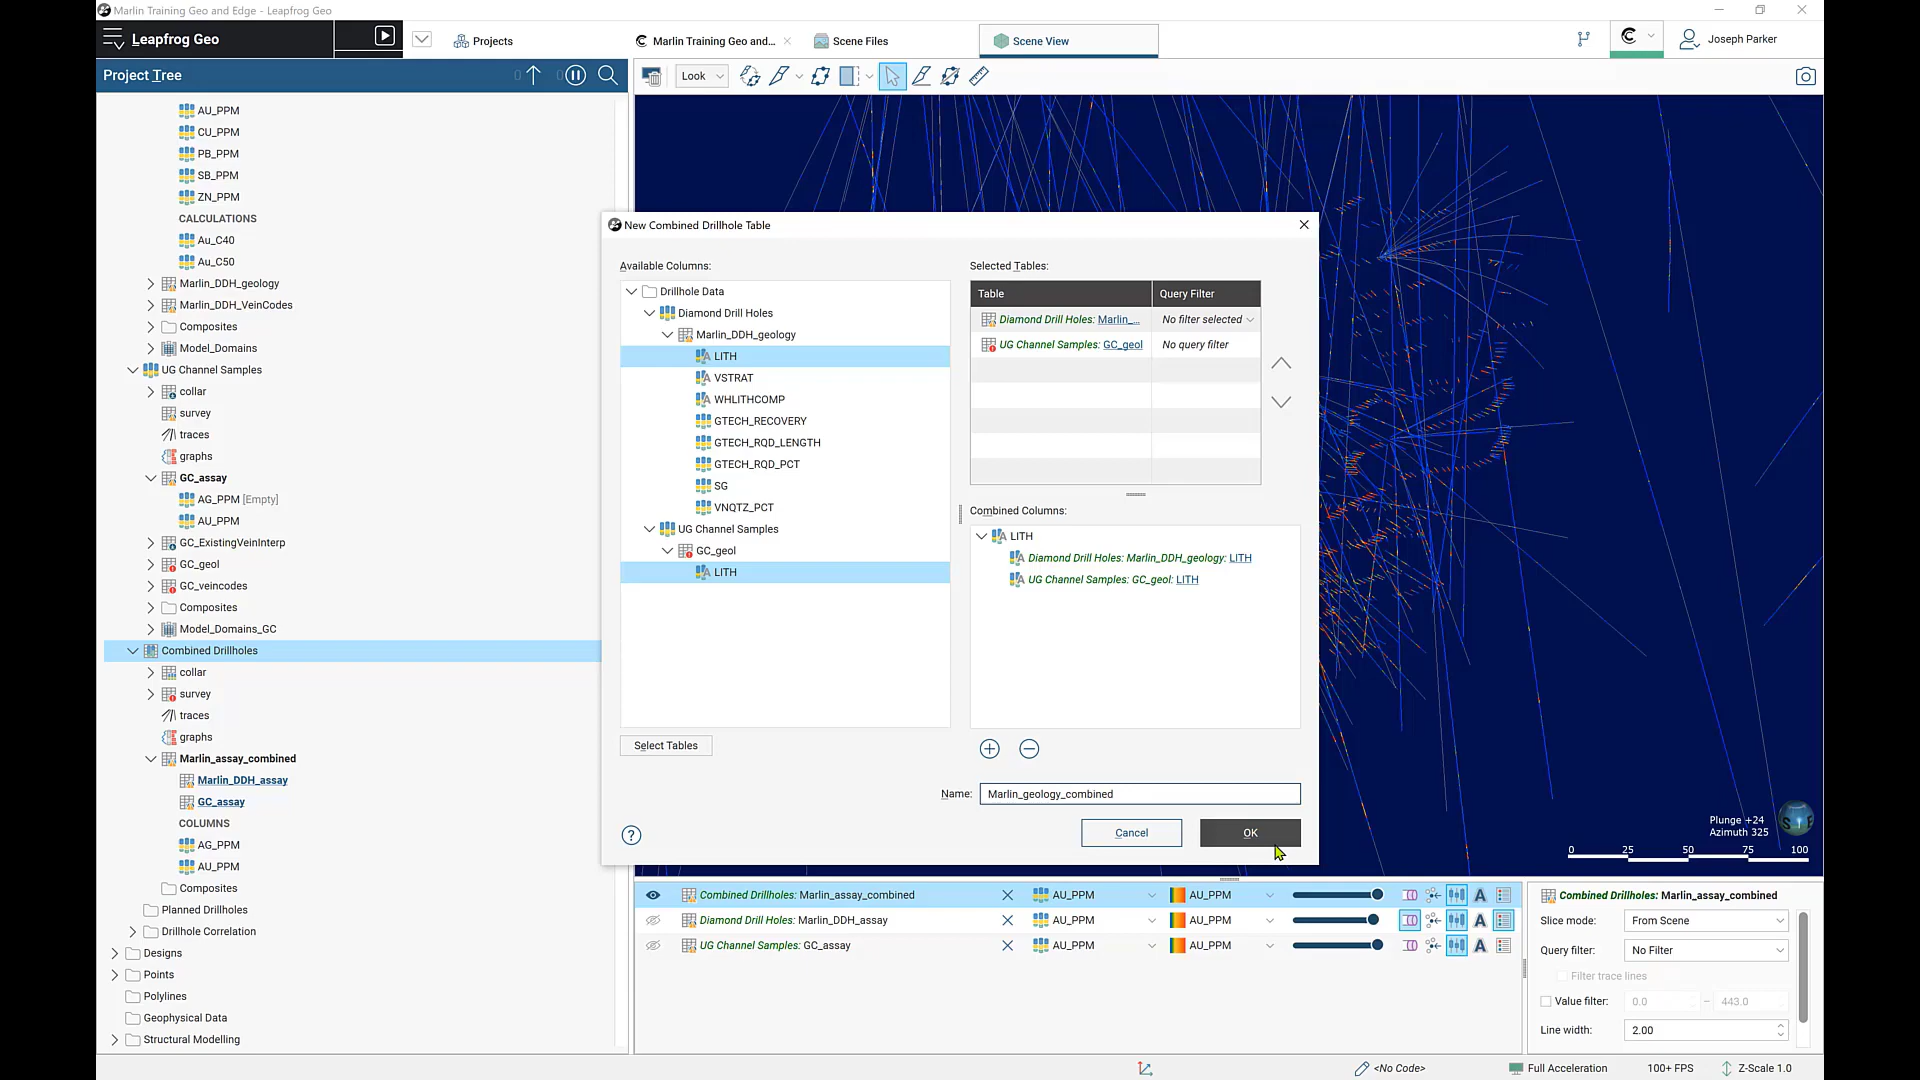 Marlin Training Geo and Edge - Leapfrog Geo
Leapfrog Geo
Projects
Marlin Training Geo and...
Scene Files
Scene View
Joseph Parker
Project Tree
0
0
Look
AU_PPM
CU_PPM
PB_PPM
SB_PPM
ZN_PPM
CALCULATIONS
Au_C40
Au_C50
Marlin_DDH_geology
Marlin_DDH_VeinCodes
Composites
Model_Domains
UG Channel Samples
collar
survey
traces
graphs
GC_assay
AG_PPM [Empty]
AU_PPM
GC_ExistingVeinInterp
GC_geol
GC_veincodes
Composites
Model_Domains_GC
Combined Drillholes
collar
survey
traces
graphs
Marlin_assay_combined
Marlin_DDH_assay
GC_assay
COLUMNS
AG_PPM
AU_PPM
Composites
Planned Drillholes
Drillhole Correlation
Designs
Points
Polylines
Geophysical Data
Structural Modelling
New Combined Drillhole Table
Available Columns:
Drillhole Data
Diamond Drill Holes
Marlin_DDH_geology
LITH
VSTRAT
WHLITHCOMP
GTECH_RECOVERY
GTECH_RQD_LENGTH
GTECH_RQD_PCT
SG
VNQTZ_PCT
UG Channel Samples
GC_geol
LITH
Select Tables
Selected Tables:
Table Query Filter
Diamond Drill Holes: Marlin_... No filter selected
UG Channel Samples: GC_geol No query filter
Combined Columns:
LITH
Diamond Drill Holes: Marlin_DDH_geology: LITH
UG Channel Samples: GC_geol: LITH
Name: Marlin_geology_combined
Cancel
OK
Plunge +24
Azimuth 325
0 25 50 75 100
Combined Drillholes: Marlin_assay_combined AU_PPM AU_PPM
Diamond Drill Holes: Marlin_DDH_assay AU_PPM AU_PPM
UG Channel Samples: GC_assay AU_PPM AU_PPM
Combined Drillholes: Marlin_assay_combined
Slice mode: From Scene
Query filter: No Filter
Filter trace lines
Value filter: 0.0 – 443.0
Line width: 2.00
<No Code>
Full Acceleration
100+ FPS
Z-Scale 1.0